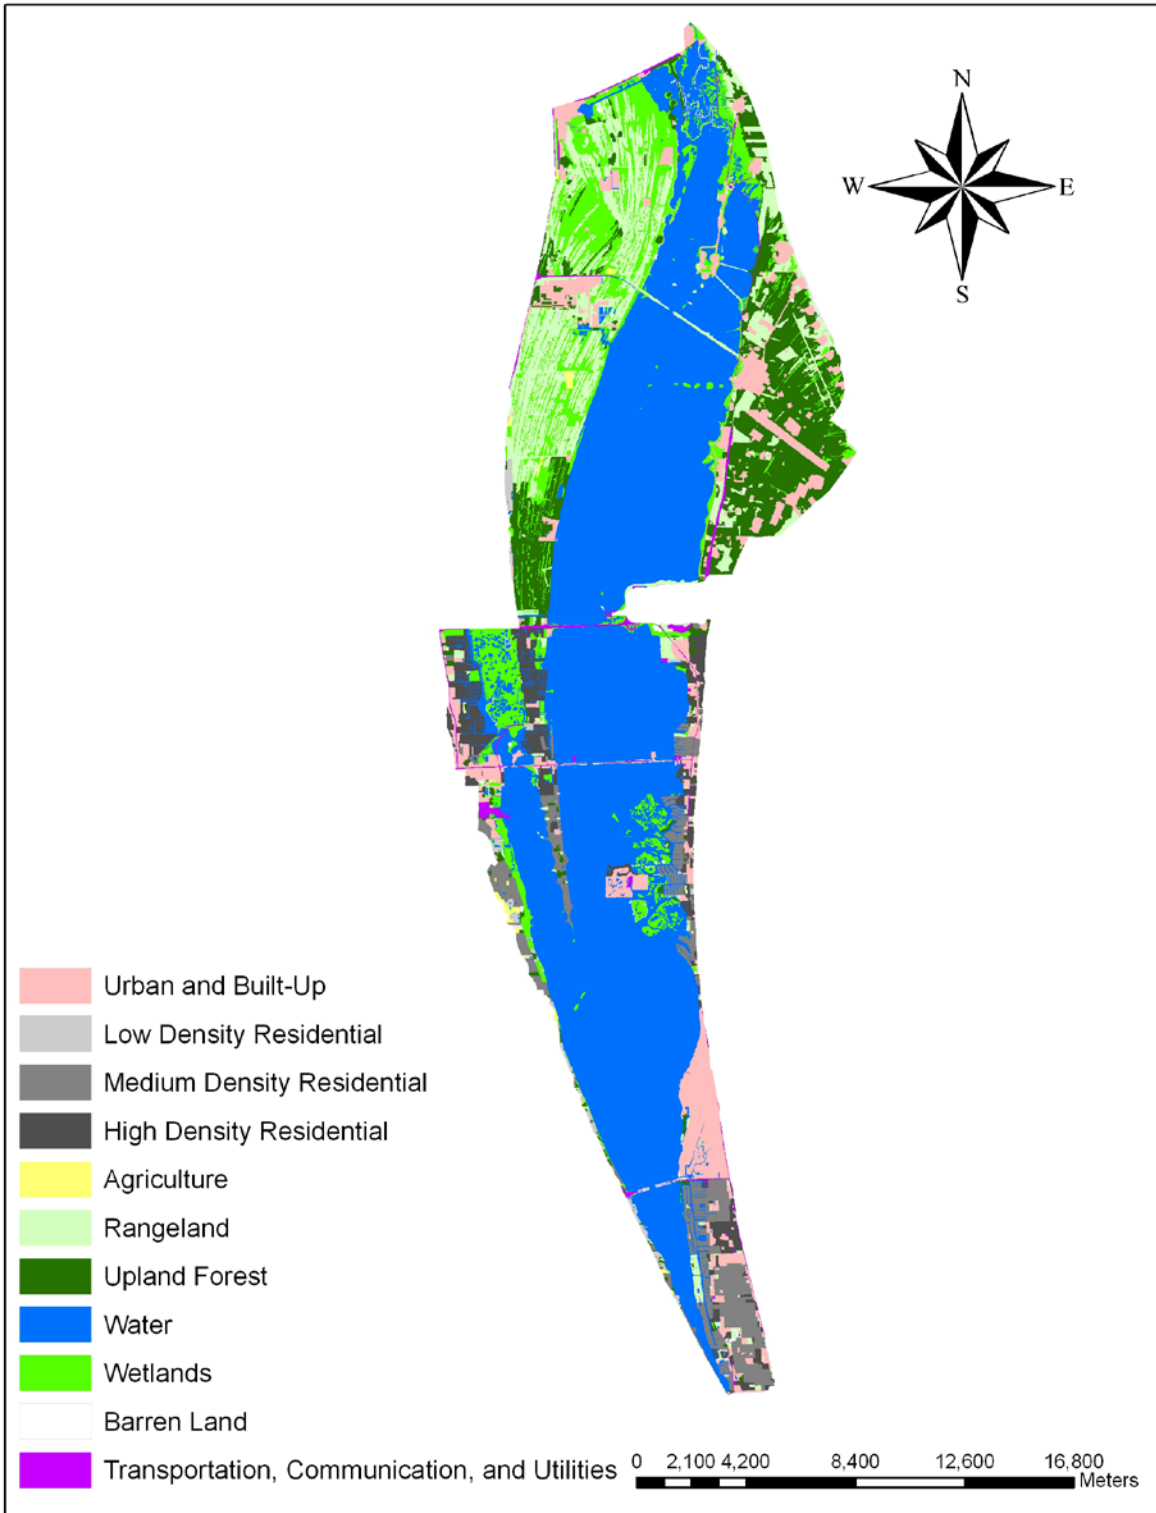 N
W E
S
Urban and Built-Up
Low Density Residential
Medium Density Residential
High Density Residential
Agriculture
Rangeland
Upland Forest
Water
Wetlands
Barren Land
Transportation, Communication, and Utilities
0 2,100 4,200 8,400 12,600 16,800
Meters